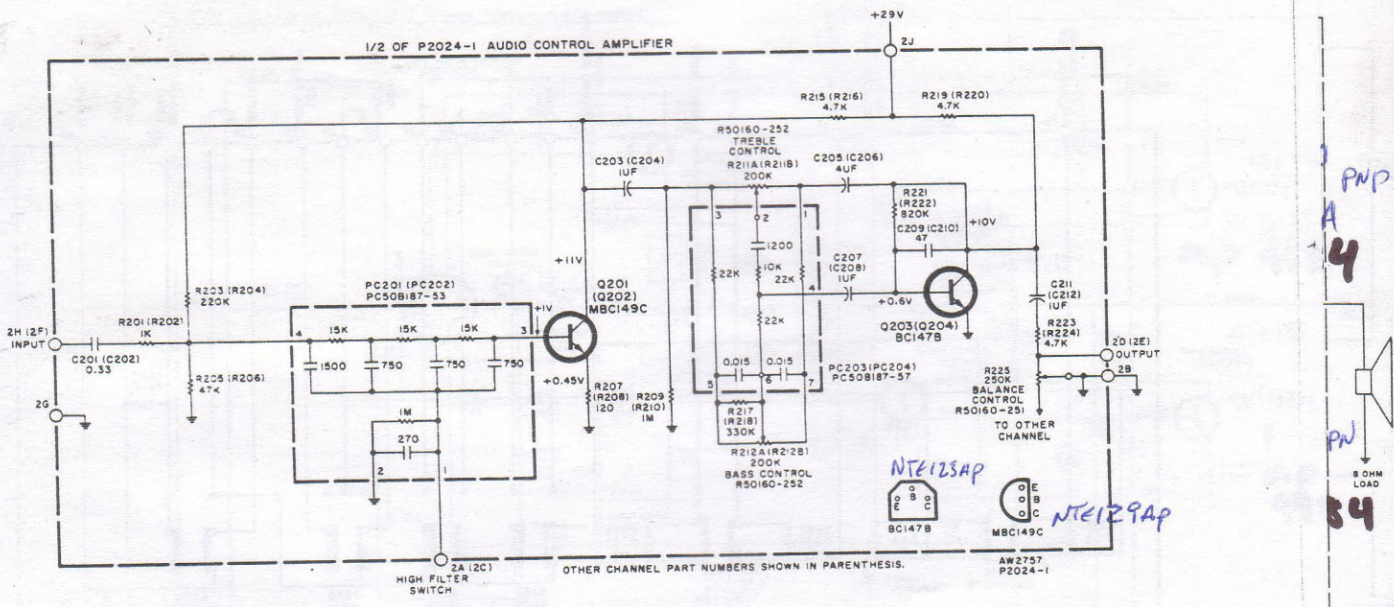 +29V
1/2 OF P2024-1 AUDIO CONTROL AMPLIFIER
2J
R215 (R216)
4.7K
R219 (R220)
4.7K
R50160-252
TREBLE
CONTROL
R211A(R211B)
200K
C203 (C204)
1UF
C205 (C206)
4UF
R221
(R222)
820K
+10V
C209 (C210)
47
3
2
1
1200
22K
10K
22K
4
C207
(C208)
1UF
+0.6V
Q203(Q204)
BC147B
C211
(C212)
1UF
R223
(R224)
4.7K
2D (2E)
OUTPUT
2B
R225
250K
BALANCE
CONTROL
R50160-251
TO OTHER
CHANNEL
+11V
Q201
(Q202)
MBC149C
+1V
R203 (R204)
220K
PC201 (PC202)
PC50B187-53
2H (2F)
INPUT
R201 (R202)
1K
C201 (C202)
0.33
4
15K
15K
15K
3
1500
750
750
750
+0.45V
R205 (R206)
47K
R207
(R208)
120
R209
(R210)
1M
22K
0.015
0.015
5
6
7
PC203(PC204)
PC50B187-57
R217
(R218)
330K
R212A(R212B)
200K
BASS CONTROL
R50160-252
2G
1M
270
2
1
2A (2C)
HIGH FILTER
SWITCH
OTHER CHANNEL PART NUMBERS SHOWN IN PARENTHESIS.
NTE123AP
B
E
C
BC147B
E
B
C
MBC149C
NTE129AP
AW2757
P2024-1
PNP
A
4
PN
8 OHM
LOAD